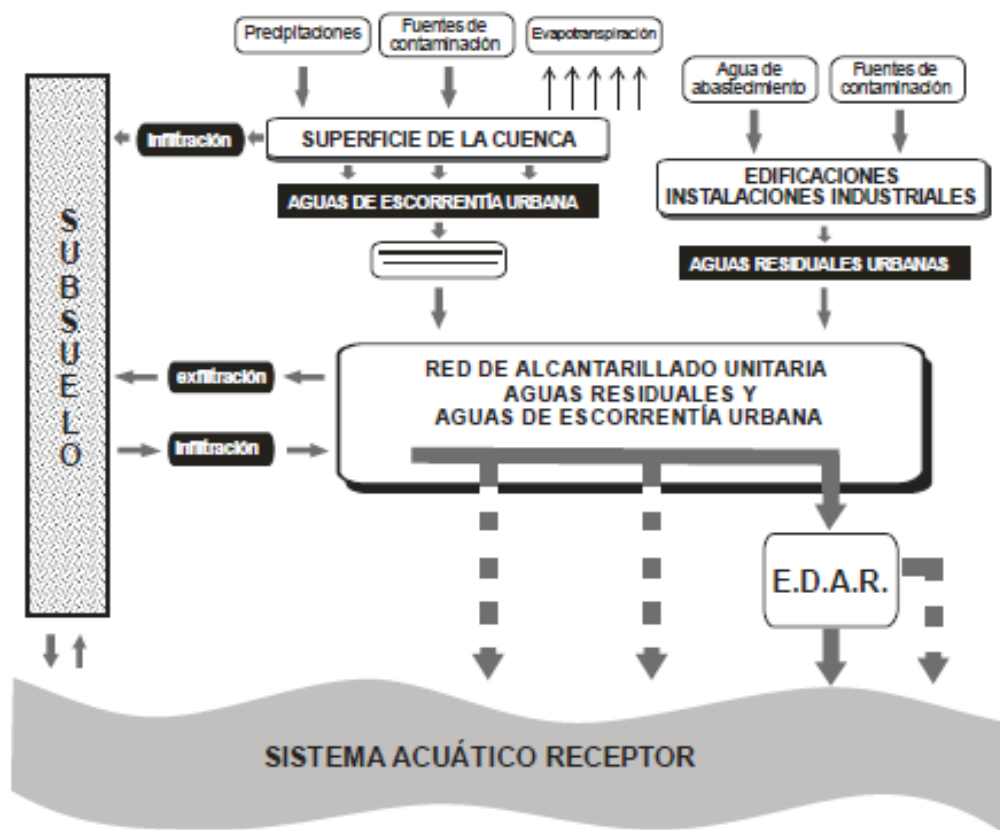 Precipitaciones
Fuentes de
contaminación
Evapotranspiración
Agua de
abastecimiento
Fuentes de
contaminación
Infiltración
SUPERFICIE DE LA CUENCA
EDIFICACIONES
INSTALACIONES INDUSTRIALES
AGUAS DE ESCORRENTÍA URBANA
AGUAS RESIDUALES URBANAS
SUBSUELO
exfiltración
Infiltración
RED DE ALCANTARILLADO UNITARIA
AGUAS RESIDUALES Y
AGUAS DE ESCORRENTÍA URBANA
E.D.A.R.
SISTEMA ACUÁTICO RECEPTOR